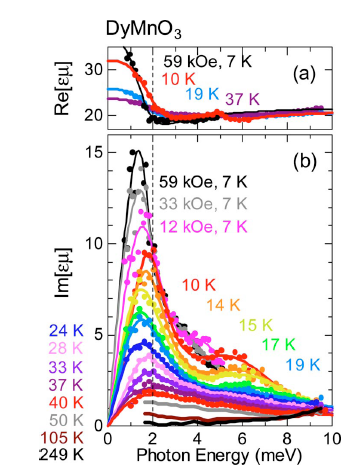 DyMnO3
Re[εμ]
30
20
59 kOe, 7 K
10 K
19 K
37 K
(a)
Im[εμ]
15
10
5
0
(b)
59 kOe, 7 K
33 kOe, 7 K
12 kOe, 7 K
10 K
14 K
15 K
17 K
19 K
24 K
28 K
33 K
37 K
40 K
50 K
105 K
249 K
0 2 4 6 8 10
Photon Energy (meV)